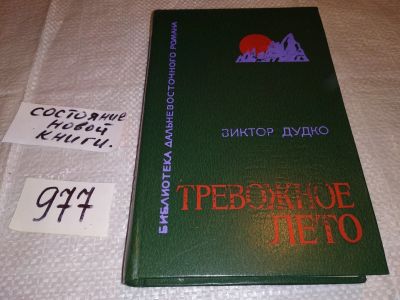 СОСТОЯНИЕ
НОВОЙ
КНИГИ.
977
БИБЛИОТЕКА ДАЛЬНЕВОСТОЧНОГО РОМАНА
ВИКТОР ДУДКО
ТРЕВОЖНОЕ
ЛЕТО